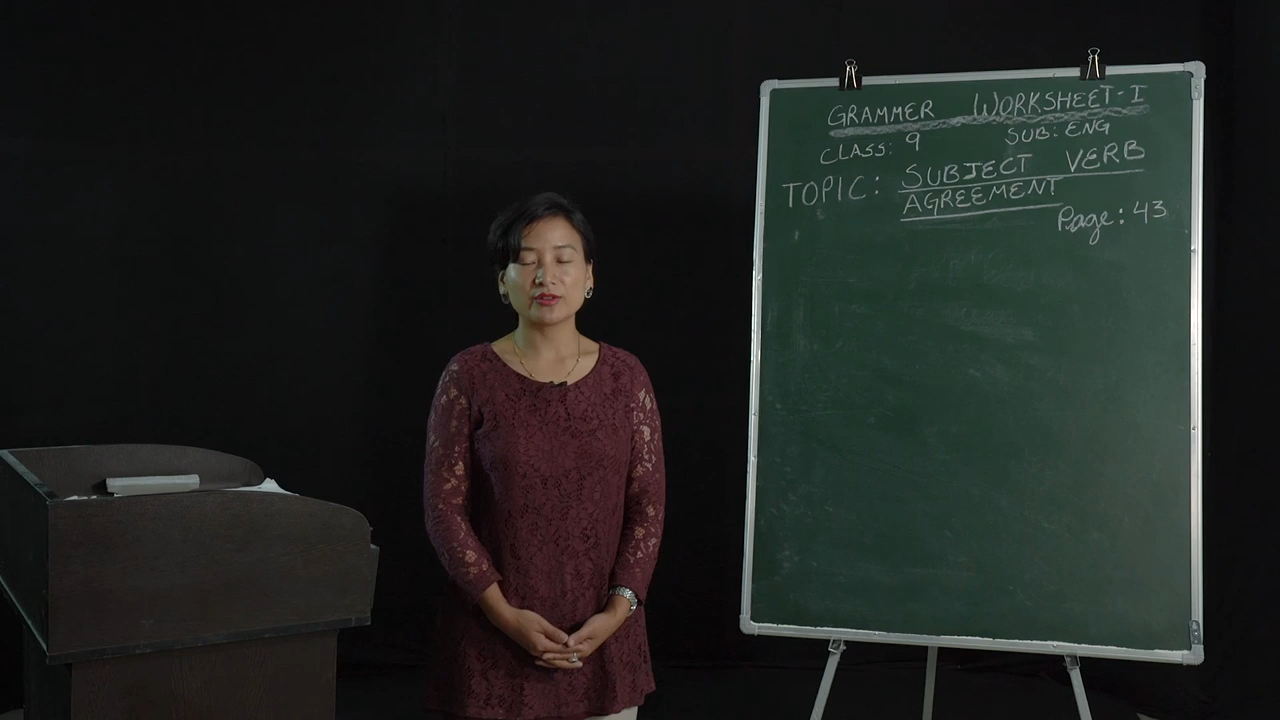 GRAMMER WORKSHEET-I
CLASS: 9 SUB: ENG
TOPIC: SUBJECT VERB
AGREEMENT
Page: 43